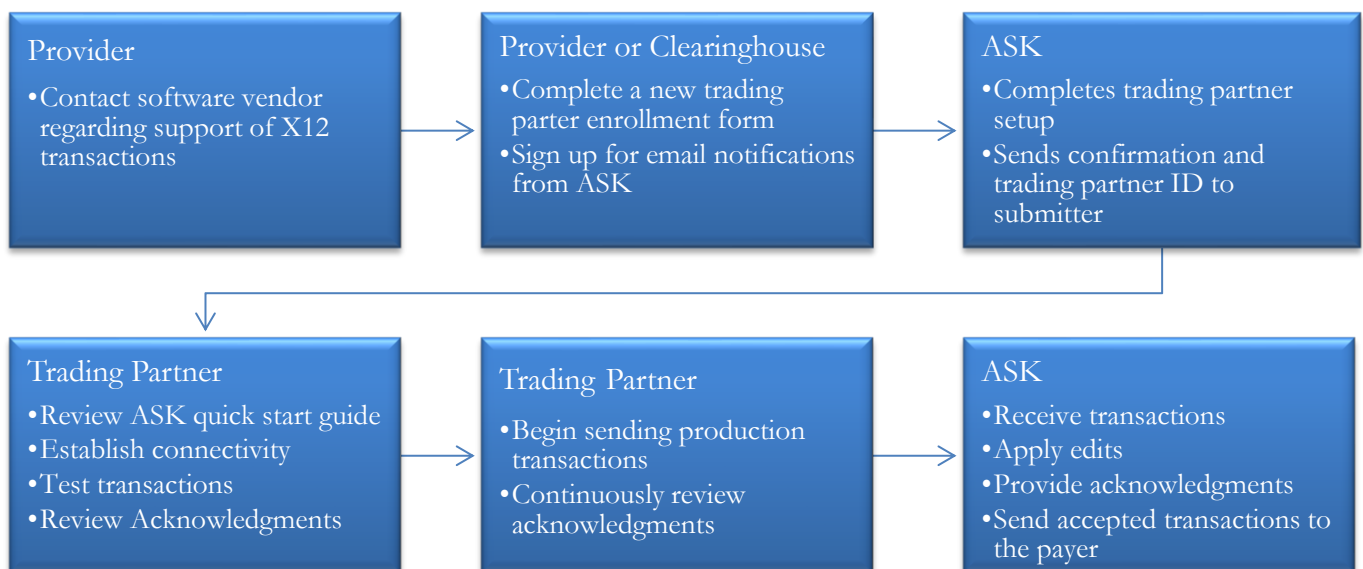 Provider
•Contact software vendor
regarding support of X12
transactions
Provider or Clearinghouse
•Complete a new trading
parter enrollment form
•Sign up for email notifications
from ASK
ASK
•Completes trading partner
setup
•Sends confirmation and
trading partner ID to
submitter
Trading Partner
•Review ASK quick start guide
•Establish connectivity
•Test transactions
•Review Acknowledgments
Trading Partner
•Begin sending production
transactions
•Continuously review
acknowledgments
ASK
•Receive transactions
•Apply edits
•Provide acknowledgments
•Send accepted transactions to
the payer